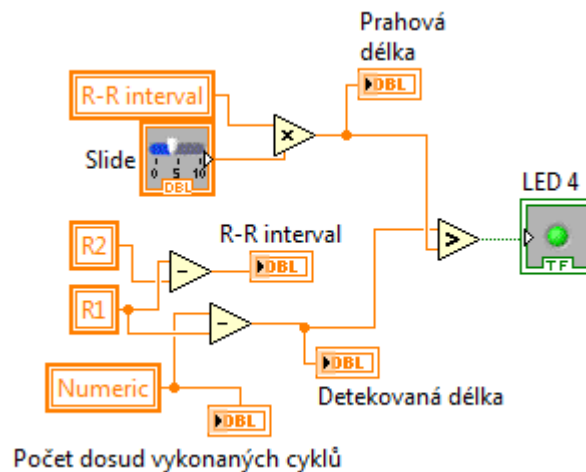 Prahová
délka
DBL
R-R interval
x
Slide
0 5 10
DBL
LED 4
>
TF
R2
R-R interval
-
DBL
R1
-
Numeric
DBL
Detekovaná délka
DBL
Počet dosud vykonaných cyklů